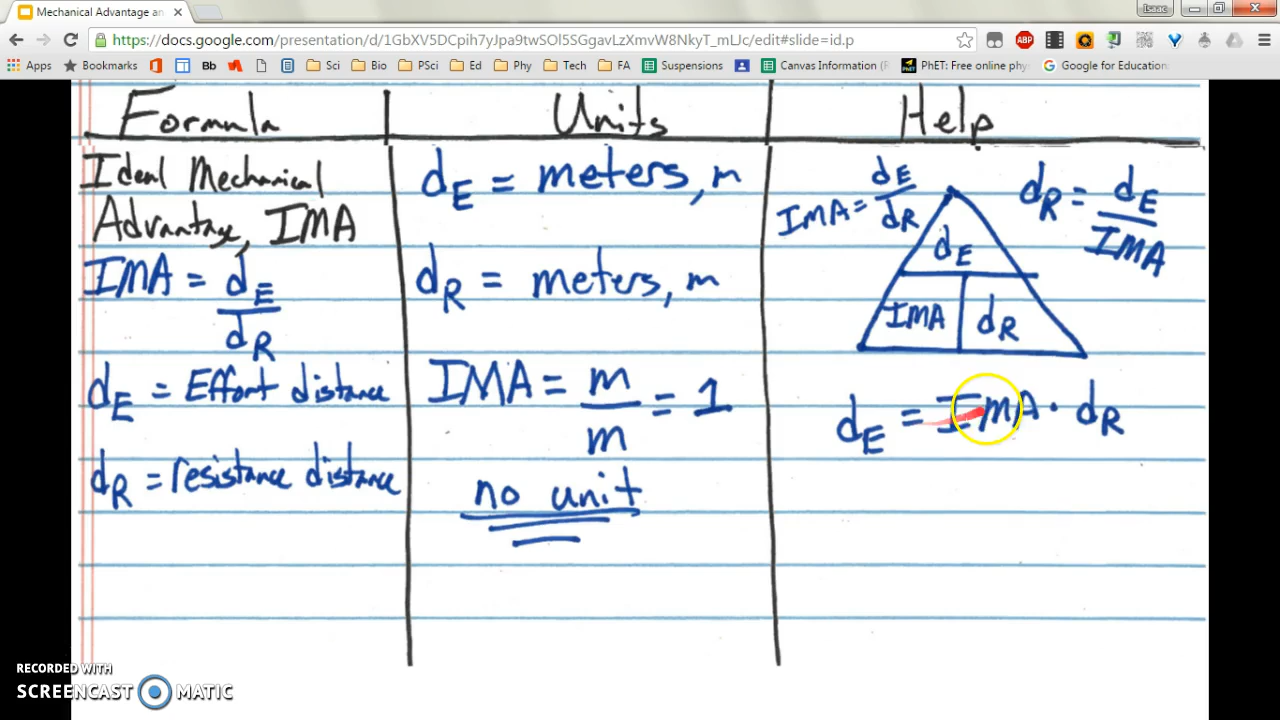 Mechanical Advantage an
Isaac
https://docs.google.com/presentation/d/1GbXV5DCpih7yJpa9twSOl5SGgavLzXmvW8NkyT_mLJc/edit#slide=id.p
ABP
Apps Bookmarks Bb Sci Bio PSci Ed Phy Tech FA Suspensions Canvas Information (W PhET: Free online phy Google for Education
Formula
Ideal Mechanical
Advantage, IMA
IMA = dE
dR
dE = Effort distance
dR = resistance distance
Units
dE = meters, m
dR = meters, m
IMA = m = 1
m
no unit
Help
IMA = dE
dR
dR = dE
IMA
dE
IMA dR
dE = IMA · dR
RECORDED WITH
SCREENCAST MATIC